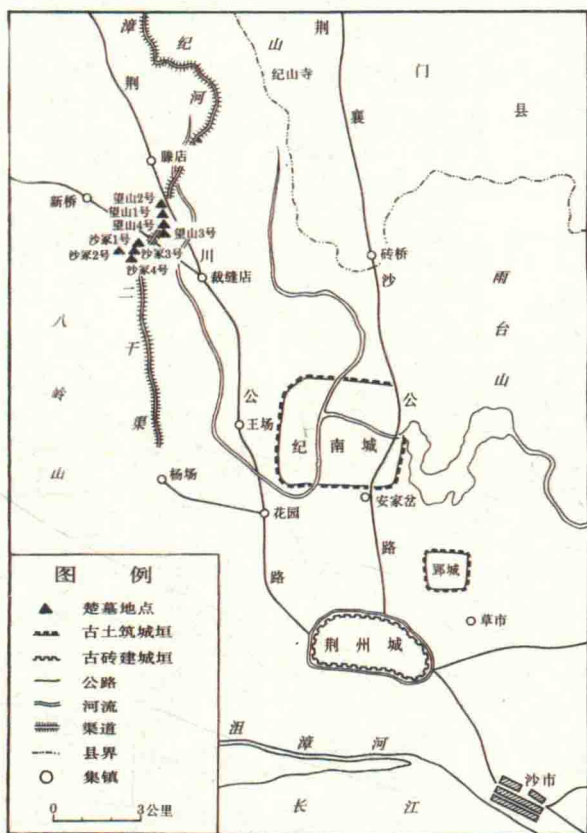 漳
河
纪
山
纪山寺
荆
襄
沙
公
路
门
县
荆
川
公
路
滕店
新桥
望山2号
望山1号
望山4号
望山3号
沙冢1号
沙冢2号
沙冢3号
沙冢4号
裁缝店
砖桥
雨
台
山
八
岭
山
二
干
渠
王场
纪南城
杨场
花园
安家岔
郢城
荆州城
草市
沮漳河
长江
沙市
图例
楚墓地点
古土筑城垣
古砖建城垣
公路
河流
渠道
县界
集镇
0 3公里